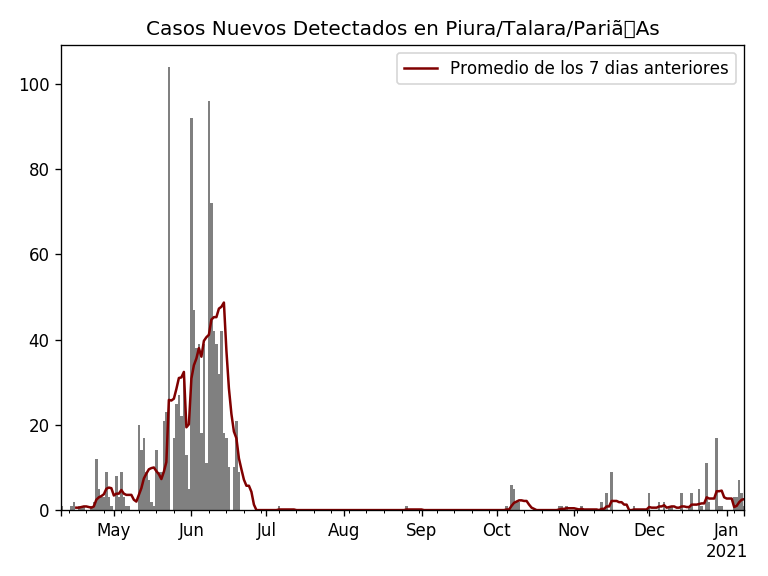 Casos Nuevos Detectados en Piura/Talara/Pariã▯As
Promedio de los 7 dias anteriores
100
80
60
40
20
0
May Jun Jul Aug Sep Oct Nov Dec Jan
2021